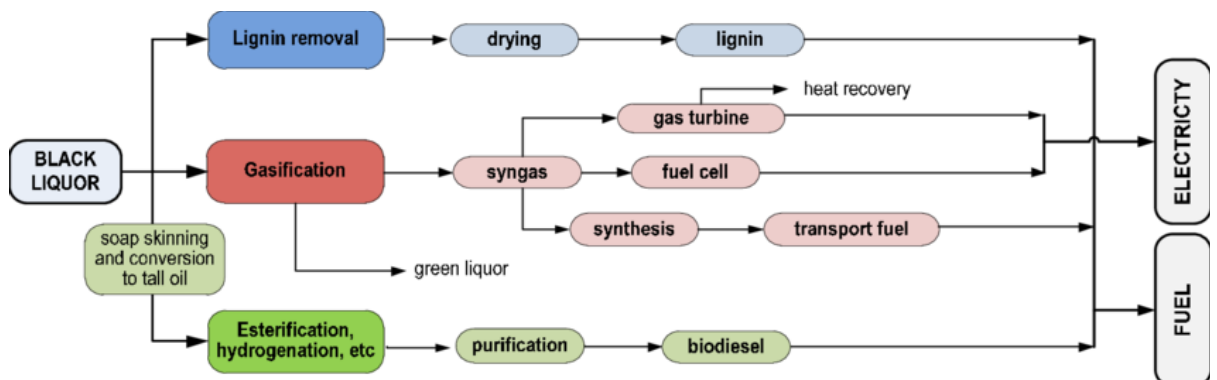 Lignin removal
drying
lignin
heat recovery
gas turbine
BLACK
LIQUOR
Gasification
syngas
fuel cell
synthesis
transport fuel
soap skinning
and conversion
to tall oil
green liquor
Esterification,
hydrogenation, etc
purification
biodiesel
ELECTRICTY
FUEL